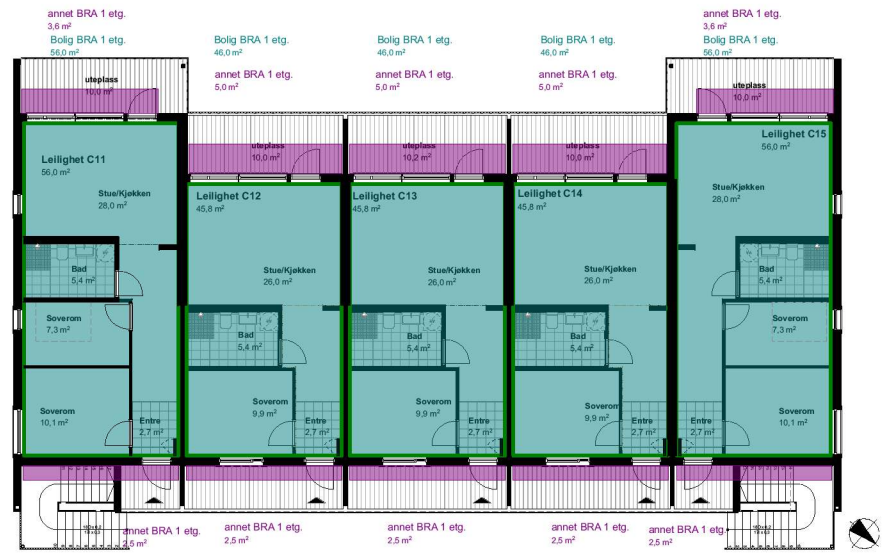 annet BRA 1 etg.
3,6 m²
Bolig BRA 1 etg.
56,0 m²
Bolig BRA 1 etg.
46,0 m²
annet BRA 1 etg.
5,0 m²
Bolig BRA 1 etg.
46,0 m²
annet BRA 1 etg.
5,0 m²
Bolig BRA 1 etg.
46,0 m²
annet BRA 1 etg.
5,0 m²
annet BRA 1 etg.
3,6 m²
Bolig BRA 1 etg.
56,0 m²
uteplass
10,0 m²
uteplass
10,0 m²
uteplass
10,2 m²
uteplass
10,0 m²
uteplass
10,0 m²
Leilighet C11
56,0 m²
Stue/Kjøkken
28,0 m²
Bad
5,4 m²
Soverom
7,3 m²
Soverom
10,1 m²
Entre
2,7 m²
Leilighet C12
45,8 m²
Stue/Kjøkken
26,0 m²
Bad
5,4 m²
Soverom
9,9 m²
Entre
2,7 m²
Leilighet C13
45,8 m²
Stue/Kjøkken
26,0 m²
Bad
5,4 m²
Soverom
9,9 m²
Entre
2,7 m²
Leilighet C14
45,8 m²
Stue/Kjøkken
26,0 m²
Bad
5,4 m²
Soverom
9,9 m²
Entre
2,7 m²
Leilighet C15
56,0 m²
Stue/Kjøkken
28,0 m²
Bad
5,4 m²
Soverom
7,3 m²
Soverom
10,1 m²
Entre
2,7 m²
annet BRA 1 etg.
2,5 m²
annet BRA 1 etg.
2,5 m²
annet BRA 1 etg.
2,5 m²
annet BRA 1 etg.
2,5 m²
annet BRA 1 etg.
2,5 m²